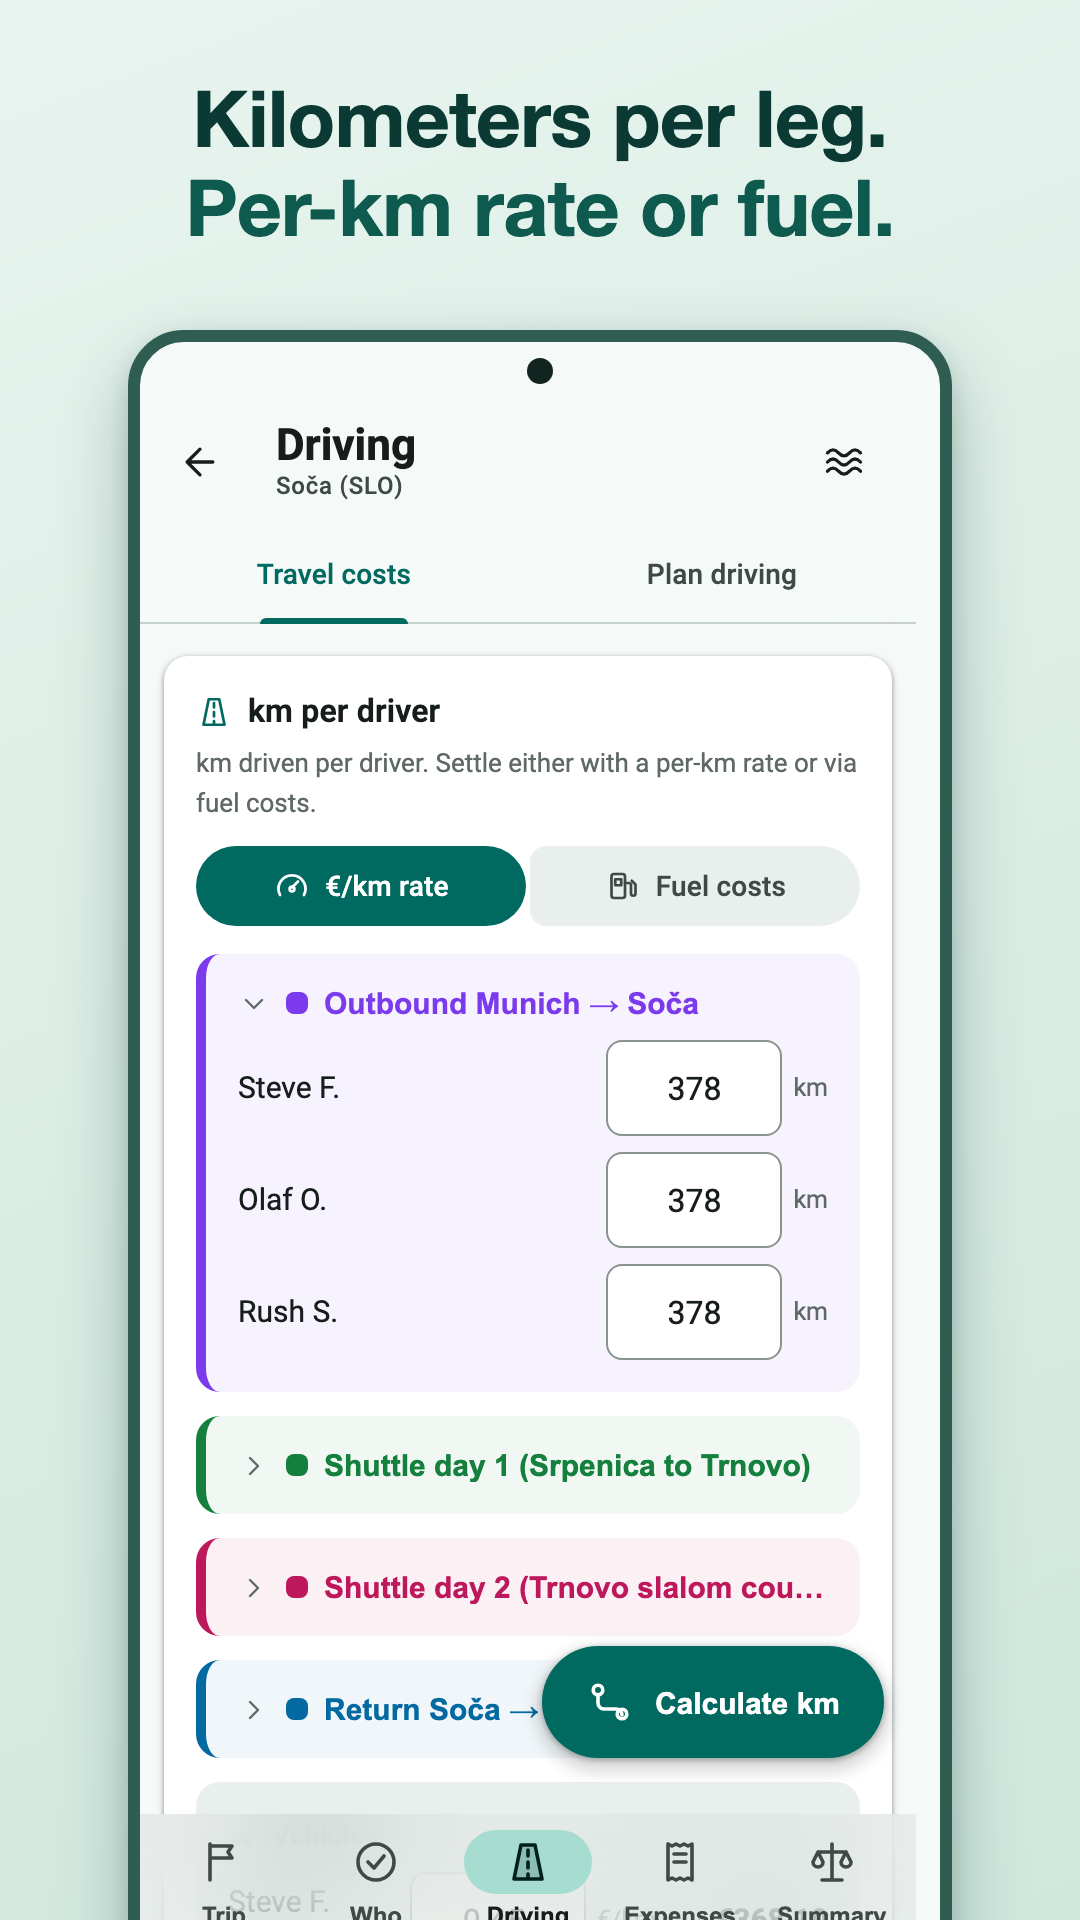 Kilometers per leg.
Per-km rate or fuel.
Driving
Soča (SLO)
Travel costs
Plan driving
km per driver
km driven per driver. Settle either with a per-km rate or via
fuel costs.
€/km rate
Fuel costs
Outbound Munich → Soča
Steve F.
378 km
Olaf O.
378 km
Rush S.
378 km
Shuttle day 1 (Srpenica to Trnovo)
Shuttle day 2 (Trnovo slalom cou…
Return Soča →
Calculate km
Vehicles
Steve F.
Trip
Who
Driving
Expenses
Summary